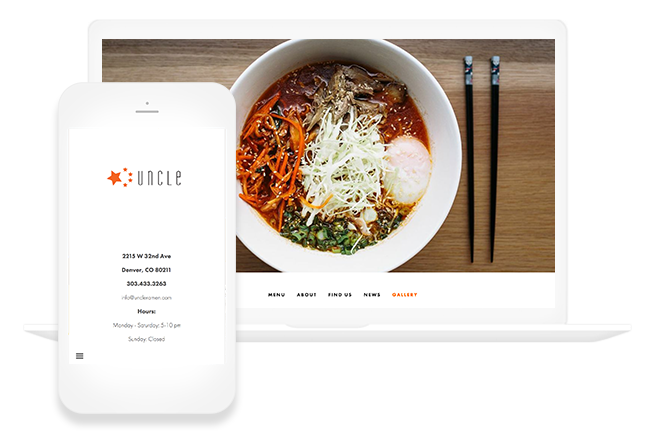 UNCLE
2215 W 32nd Ave
Denver, CO 80211
303.433.3263
info@uncleramen.com
Hours:
Monday - Saturday: 5-10 pm
Sunday: Closed
MENU ABOUT FIND US NEWS GALLERY